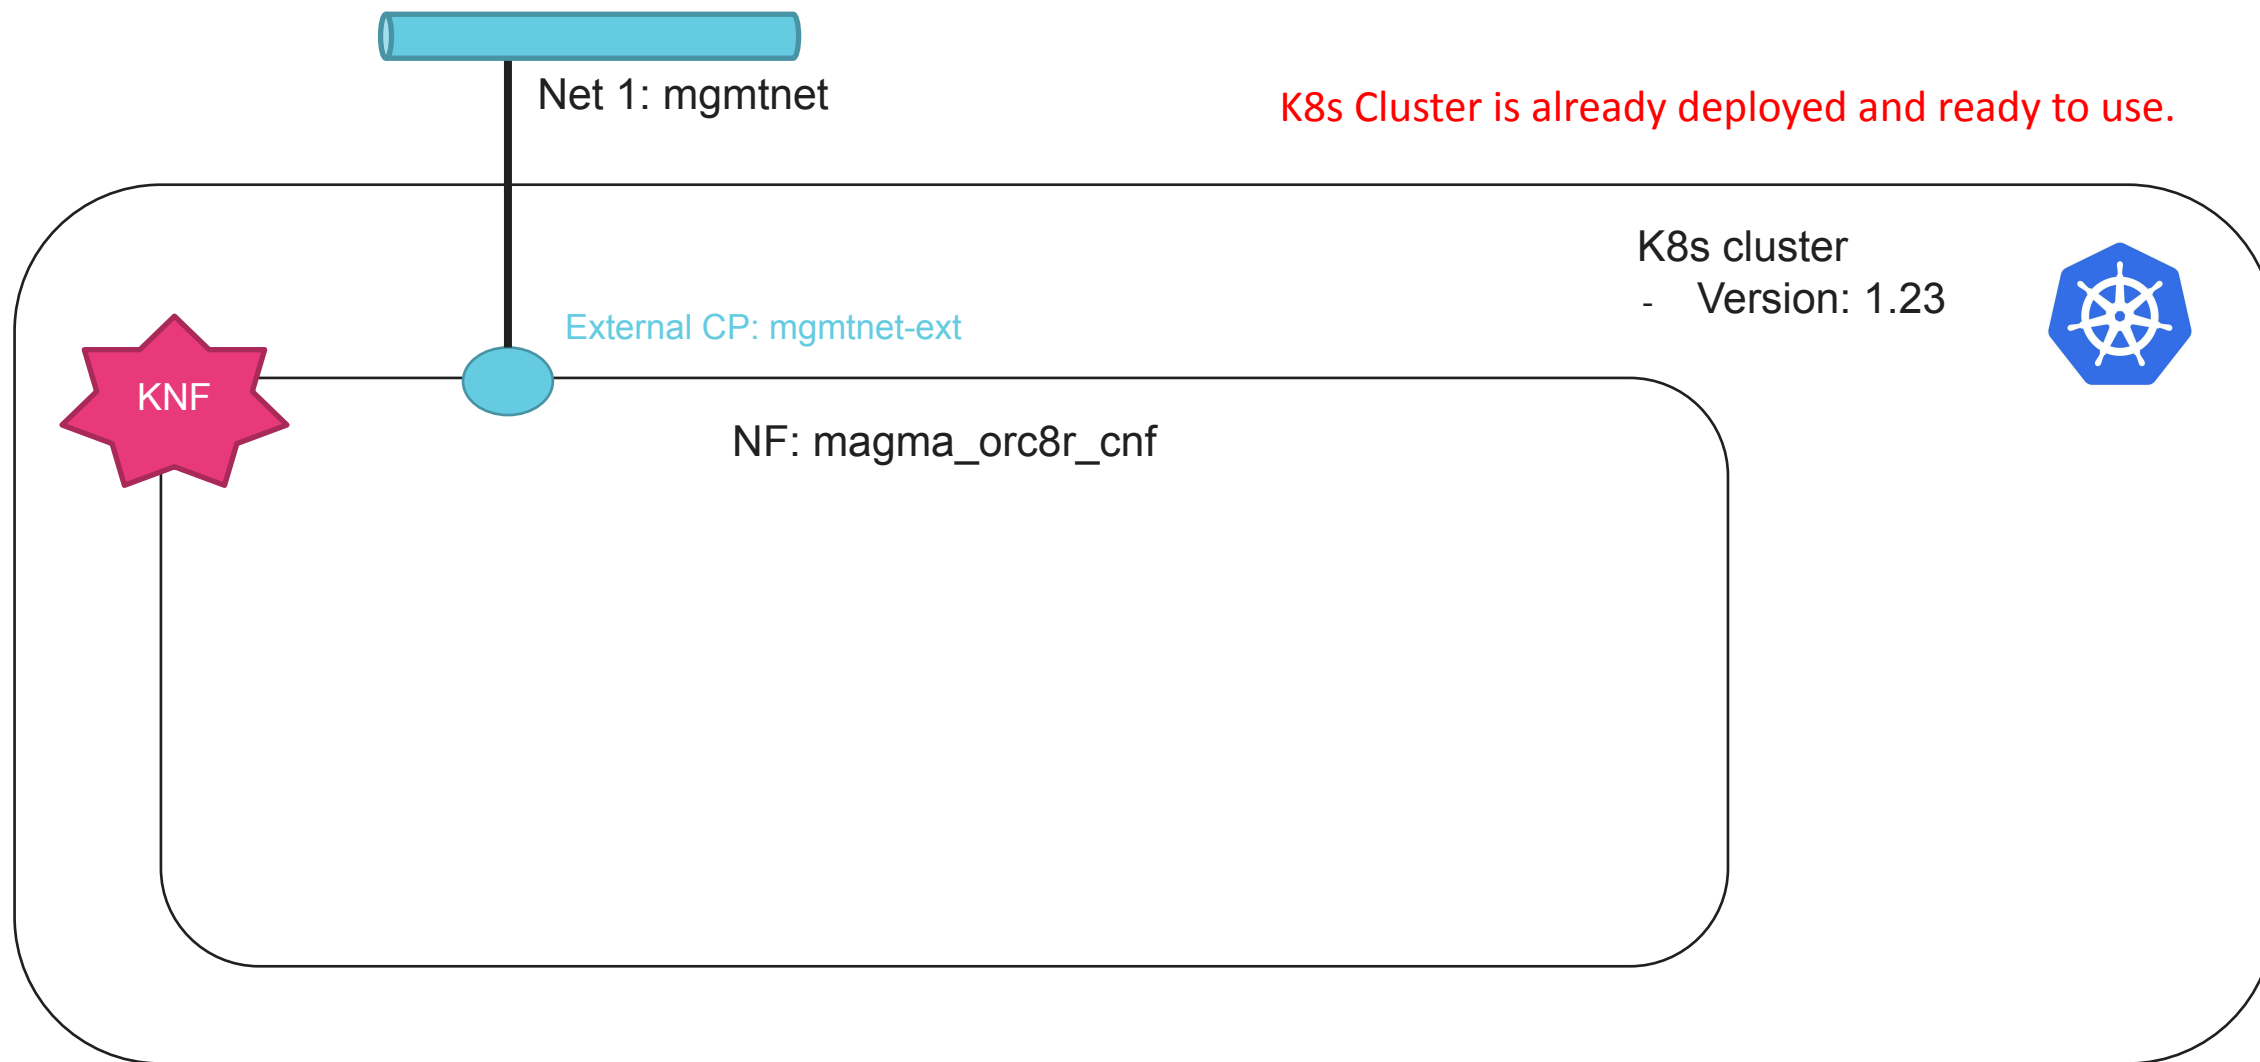 Net 1: mgmtnet
K8s Cluster is already deployed and ready to use.
K8s cluster
- Version: 1.23
External CP: mgmtnet-ext
KNF
NF: magma_orc8r_cnf